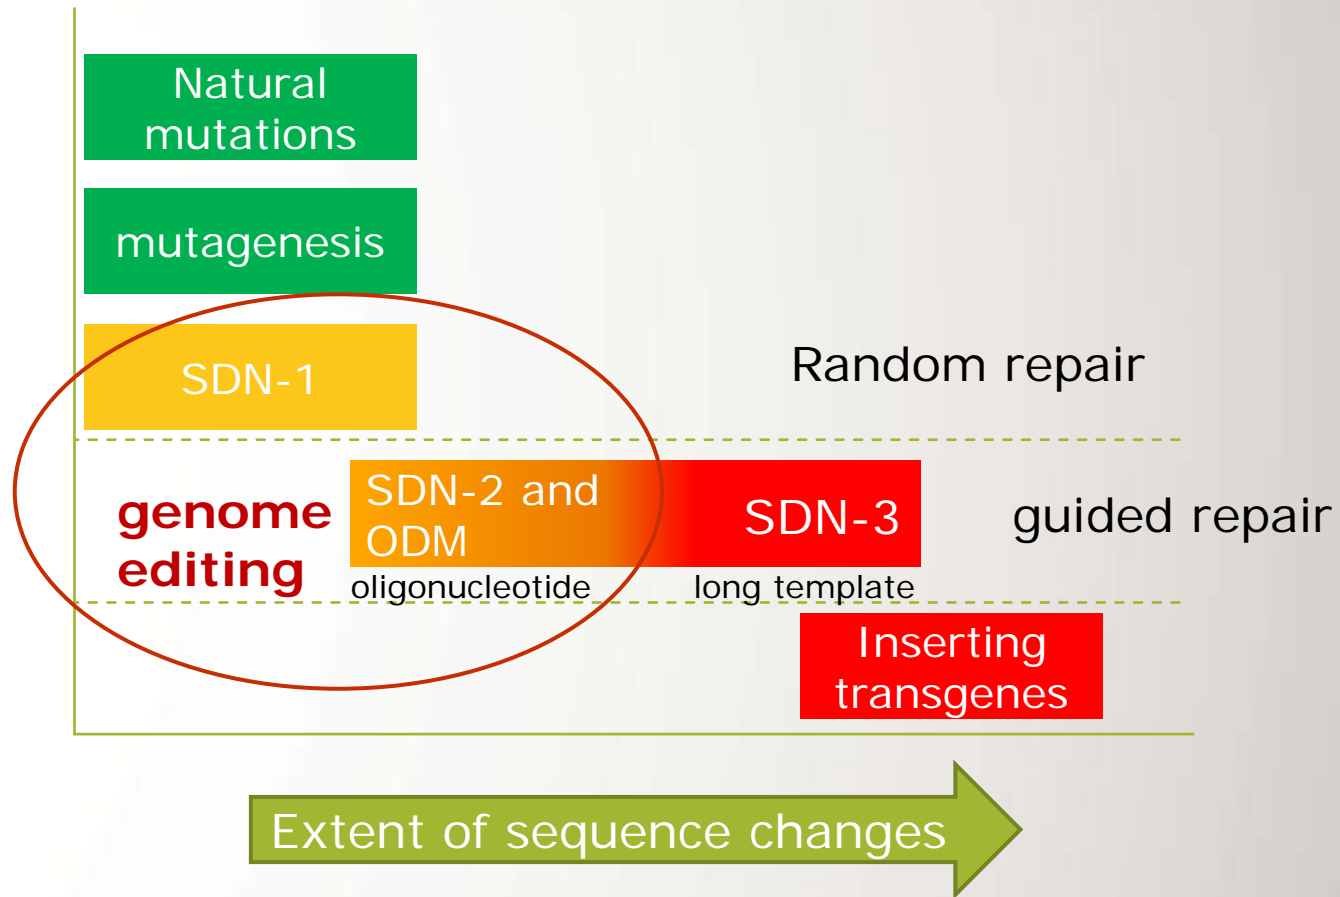 Natural
mutations
mutagenesis
SDN-1
Random repair
genome
editing
SDN-2 and
ODM
oligonucleotide
SDN-3
long template
guided repair
Inserting
transgenes
Extent of sequence changes